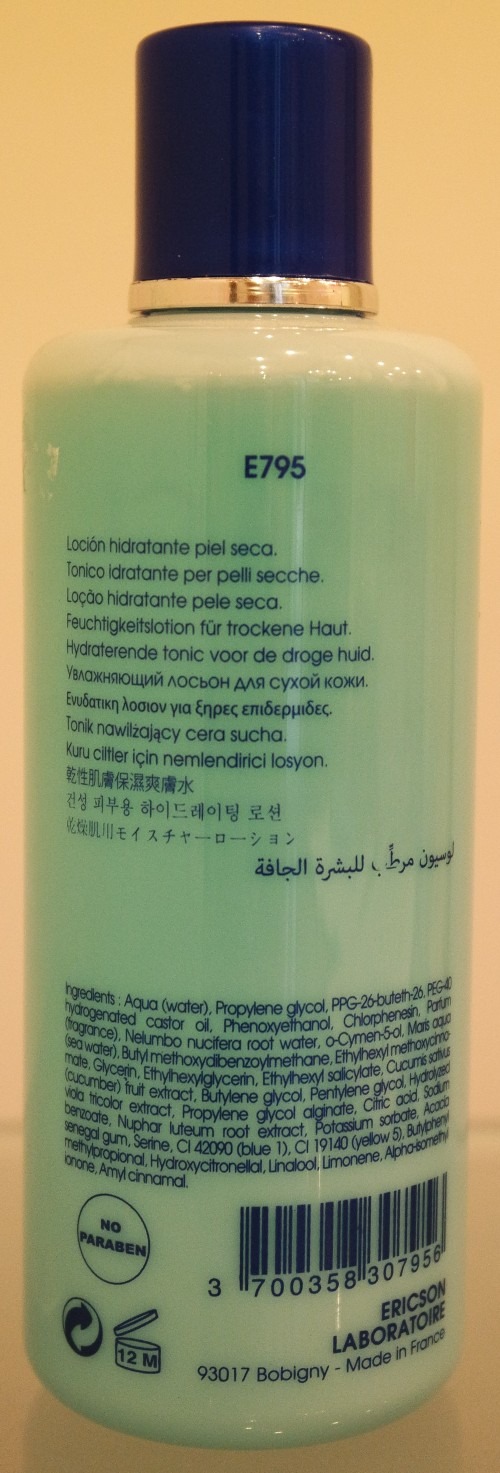 E795
Loción hidratante piel seca.
Tonico idratante per pelli secche.
Loção hidratante pele seca.
Feuchtigkeitslotion für trockene Haut.
Hydraterende tonic voor de droge huid.
Увлажняющий лосьон для сухой кожи.
Ενυδατικη λοσιον για ξηρες επιδερμιδες.
Tonik nawilżający cera sucha.
Kuru ciltler için nemlendirici losyon.
乾性肌膚保濕爽膚水
건성 피부용 하이드레이팅 로션
乾燥肌用モイスチャーローション
لوسيون مرطِّب للبشرة الجافة
Ingredients : Aqua (water), Propylene glycol, PPG-26-buteth-26, PEG-40
hydrogenated castor oil, Phenoxyethanol, Chlorphenesin, Parfum
(fragrance), Nelumbo nucifera root water, o-Cymen-5-ol, Maris aqua
(sea water), Butyl methoxydibenzoylmethane, Ethylhexyl methoxycinna-
mate, Glycerin, Ethylhexylglycerin, Ethylhexyl salicylate, Cucumis sativus
(cucumber) fruit extract, Butylene glycol, Pentylene glycol, Hydrolyzed
viola tricolor extract, Propylene glycol alginate, Citric acid, Sodium
benzoate, Nuphar luteum root extract, Potassium sorbate, Acacia
senegal gum, Serine, CI 42090 (blue 1), CI 19140 (yellow 5), Butylphenyl
methylpropional, Hydroxycitronellal, Linalool, Limonene, Alpha-isomethyl
ionone, Amyl cinnamal.
NO
PARABEN
3 700358 307956
12 M
ERICSON
LABORATOIRE
93017 Bobigny - Made in France